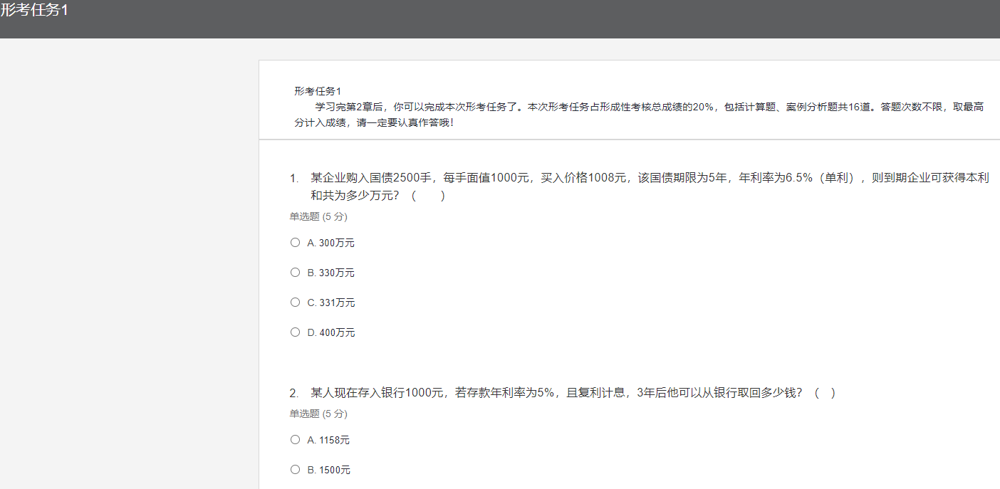 形考任务1
形考任务1
学习完第2章后，你可以完成本次形考任务了。本次形考任务占形成性考核总成绩的20%，包括计算题、案例分析题共16道。答题次数不限，取最高
分计入成绩，请一定要认真作答哦！
1. 某企业购入国债2500手，每手面值1000元，买入价格1008元，该国债期限为5年，年利率为6.5%（单利），则到期企业可获得本利
和共为多少万元？（　　）
单选题 (5 分)
A. 300万元
B. 330万元
C. 331万元
D. 400万元
2. 某人现在存入银行1000元，若存款年利率为5%，且复利计息，3年后他可以从银行取回多少钱？（　）
单选题 (5 分)
A. 1158元
B. 1500元